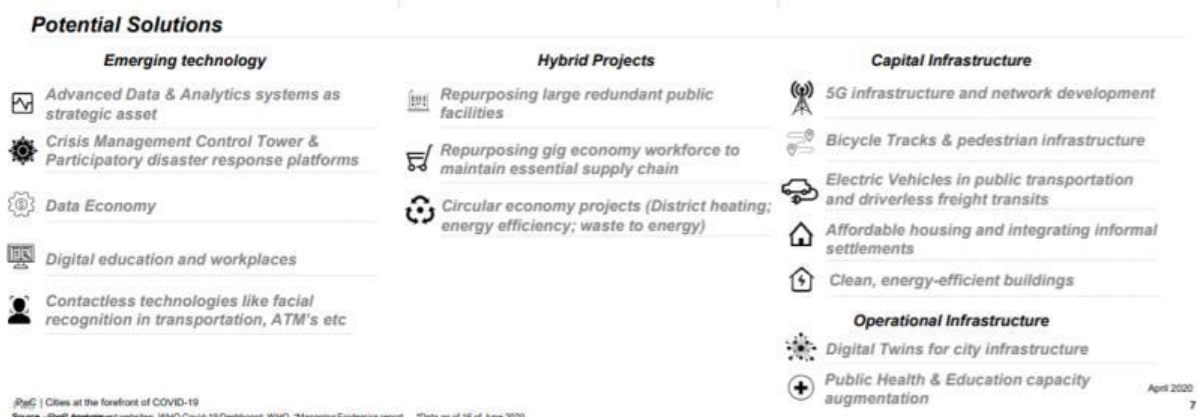 Potential Solutions
Emerging technology
Advanced Data & Analytics systems as
strategic asset
Crisis Management Control Tower &
Participatory disaster response platforms
Data Economy
Digital education and workplaces
Contactless technologies like facial
recognition in transportation, ATM's etc
Hybrid Projects
Repurposing large redundant public
facilities
Repurposing gig economy workforce to
maintain essential supply chain
Circular economy projects (District heating;
energy efficiency; waste to energy)
Capital Infrastructure
5G infrastructure and network development
Bicycle Tracks & pedestrian infrastructure
Electric Vehicles in public transportation
and driverless freight transits
Affordable housing and integrating informal
settlements
Clean, energy-efficient buildings
Operational Infrastructure
Digital Twins for city infrastructure
Public Health & Education capacity
augmentation
PwC | Cities at the forefront of COVID-19
April 2020
7